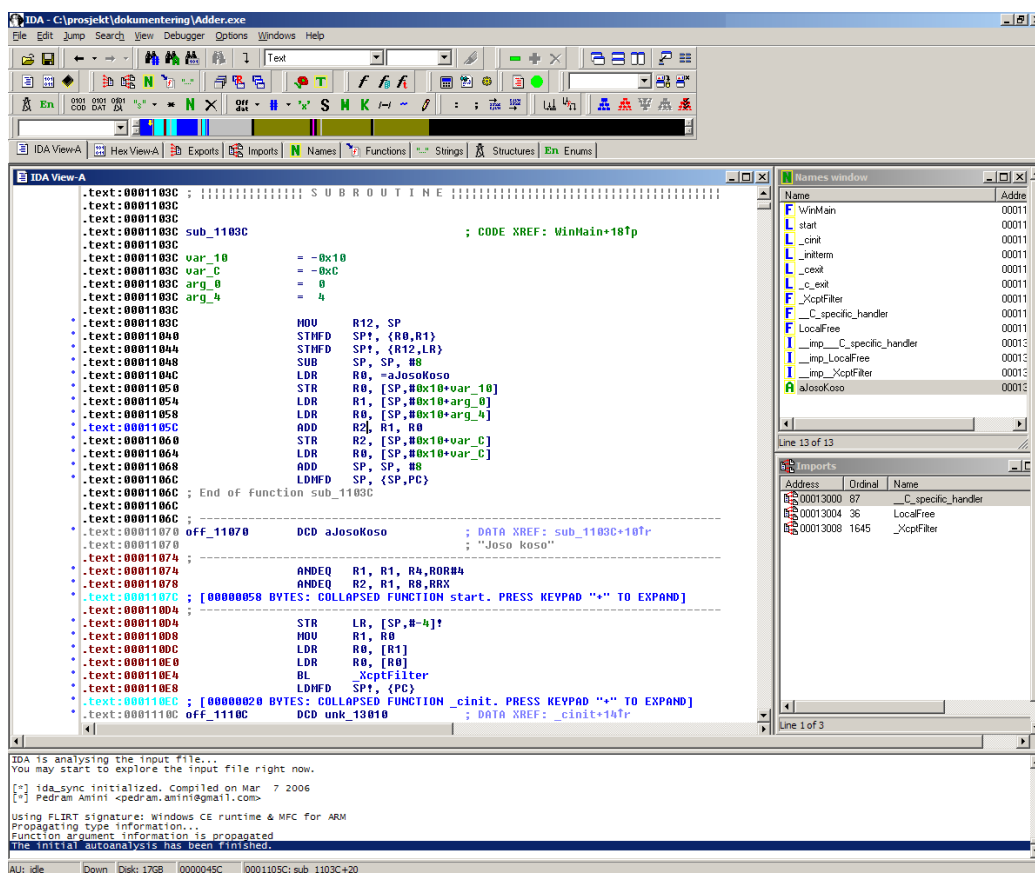 IDA - C:\prosjekt\dokumentering\Adder.exe
File Edit Jump Search View Debugger Options Windows Help
Text
En
IDA View-A Hex View-A Exports Imports N Names Functions "..." Strings Structures En Enums
IDA View-A
.text:0001103C ; ¦¦¦¦¦¦¦¦¦¦¦¦¦¦¦ S U B R O U T I N E ¦¦¦¦¦¦¦¦¦¦¦¦¦¦¦¦¦¦¦¦¦¦¦¦¦¦¦¦¦¦¦¦¦¦¦¦¦¦¦
.text:0001103C
.text:0001103C
.text:0001103C sub_1103C ; CODE XREF: WinMain+18↑p
.text:0001103C
.text:0001103C var_10 = -0x10
.text:0001103C var_C = -0xC
.text:0001103C arg_0 = 0
.text:0001103C arg_4 = 4
.text:0001103C
.text:0001103C MOV R12, SP
.text:00011040 STMFD SP!, {R0,R1}
.text:00011044 STMFD SP!, {R12,LR}
.text:00011048 SUB SP, SP, #8
.text:0001104C LDR R0, =aJosoKoso
.text:00011050 STR R0, [SP,#0x10+var_10]
.text:00011054 LDR R1, [SP,#0x10+arg_0]
.text:00011058 LDR R0, [SP,#0x10+arg_4]
.text:0001105C ADD R2, R1, R0
.text:00011060 STR R2, [SP,#0x10+var_C]
.text:00011064 LDR R0, [SP,#0x10+var_C]
.text:00011068 ADD SP, SP, #8
.text:0001106C LDMFD SP, {SP,PC}
.text:0001106C ; End of function sub_1103C
.text:0001106C
.text:0001106C ; ---------------------------------------------------------------------------
.text:00011070 off_11070 DCD aJosoKoso ; DATA XREF: sub_1103C+10↑r
.text:00011070 ; "Joso koso"
.text:00011074 ; ---------------------------------------------------------------------------
.text:00011074 ANDEQ R1, R1, R4,ROR#4
.text:00011078 ANDEQ R2, R1, R8,RRX
.text:0001107C ; [00000058 BYTES: COLLAPSED FUNCTION start. PRESS KEYPAD "+" TO EXPAND]
.text:000110D4 ; ---------------------------------------------------------------------------
.text:000110D4 STR LR, [SP,#-4]!
.text:000110D8 MOV R1, R0
.text:000110DC LDR R0, [R1]
.text:000110E0 LDR R0, [R0]
.text:000110E4 BL _XcptFilter
.text:000110E8 LDMFD SP!, {PC}
.text:000110EC ; [00000020 BYTES: COLLAPSED FUNCTION _cinit. PRESS KEYPAD "+" TO EXPAND]
.text:0001110C off_1110C DCD unk_13010 ; DATA XREF: _cinit+14↑r
Names window
Name Addre
F WinMain 00011
L start 00011
L _cinit 00011
L _initterm 00011
L _cexit 00011
L _c_exit 00011
F _XcptFilter 00011
F __C_specific_handler 00011
F LocalFree 00011
I __imp___C_specific_handler 00013
I __imp_LocalFree 00013
I __imp__XcptFilter 00013
A aJosoKoso 00013
Line 13 of 13
Imports
Address Ordinal Name
00013000 87 __C_specific_handler
00013004 36 LocalFree
00013008 1645 _XcptFilter
Line 1 of 3
IDA is analysing the input file...
You may start to explore the input file right now.
[*] ida_sync initialized. Compiled on Mar 7 2006
[*] Pedram Amini <pedram.amini@gmail.com>
Using FLIRT signature: Windows CE runtime & MFC for ARM
Propagating type information...
Function argument information is propagated
The initial autoanalysis has been finished.
AU: idle Down Disk: 17GB 0000045C 0001105C: sub_1103C+20